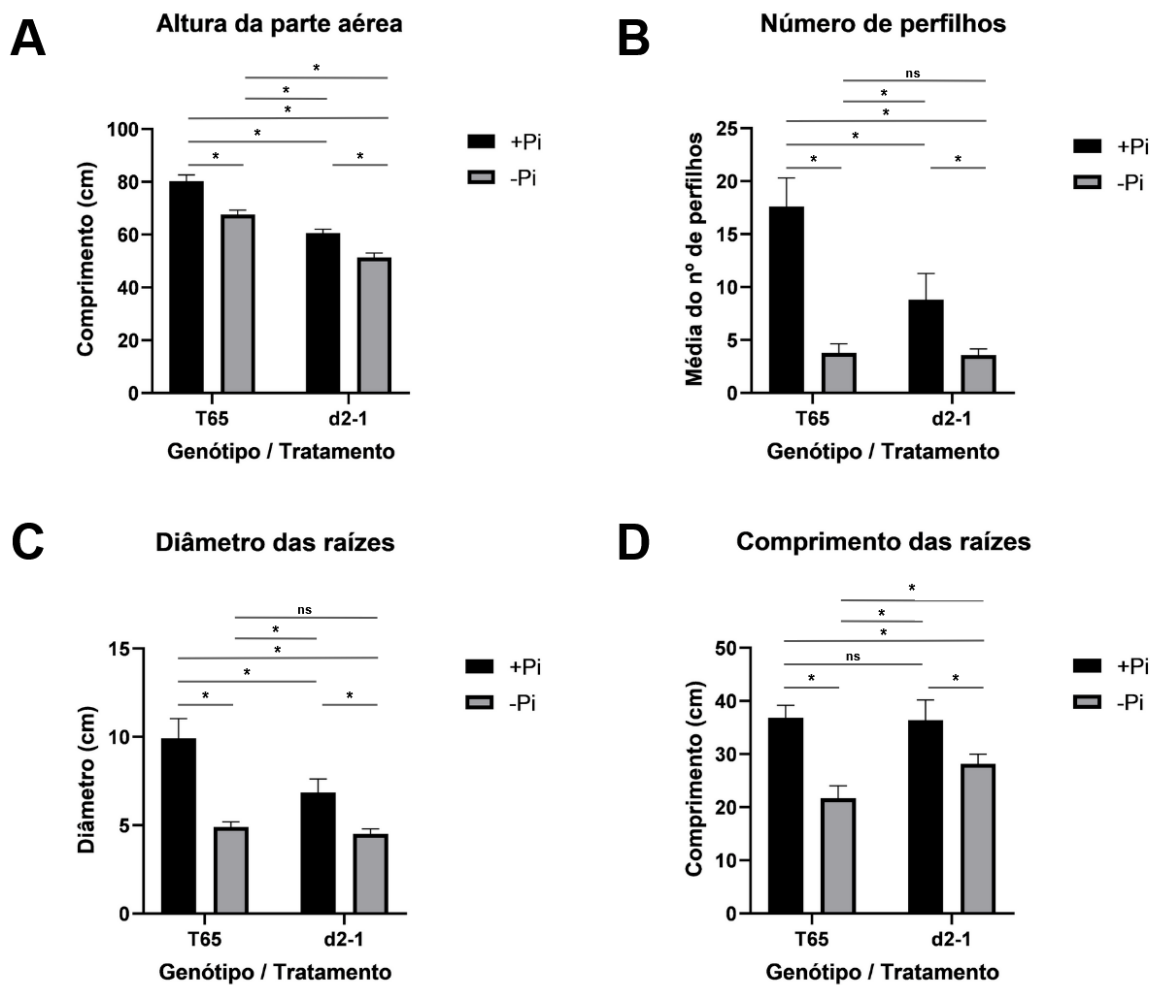 A
Altura da parte aérea
*
*
*
*
*
*
100
80
60
40
20
0
Comprimento (cm)
T65
d2-1
Genótipo / Tratamento
+Pi
-Pi
B
Número de perfilhos
ns
*
*
*
*
*
25
20
15
10
5
0
Média do nº de perfilhos
T65
d2-1
Genótipo / Tratamento
+Pi
-Pi
C
Diâmetro das raízes
ns
*
*
*
*
*
15
10
5
0
Diâmetro (cm)
T65
d2-1
Genótipo / Tratamento
+Pi
-Pi
D
Comprimento das raízes
*
*
*
ns
*
*
50
40
30
20
10
0
Comprimento (cm)
T65
d2-1
Genótipo / Tratamento
+Pi
-Pi